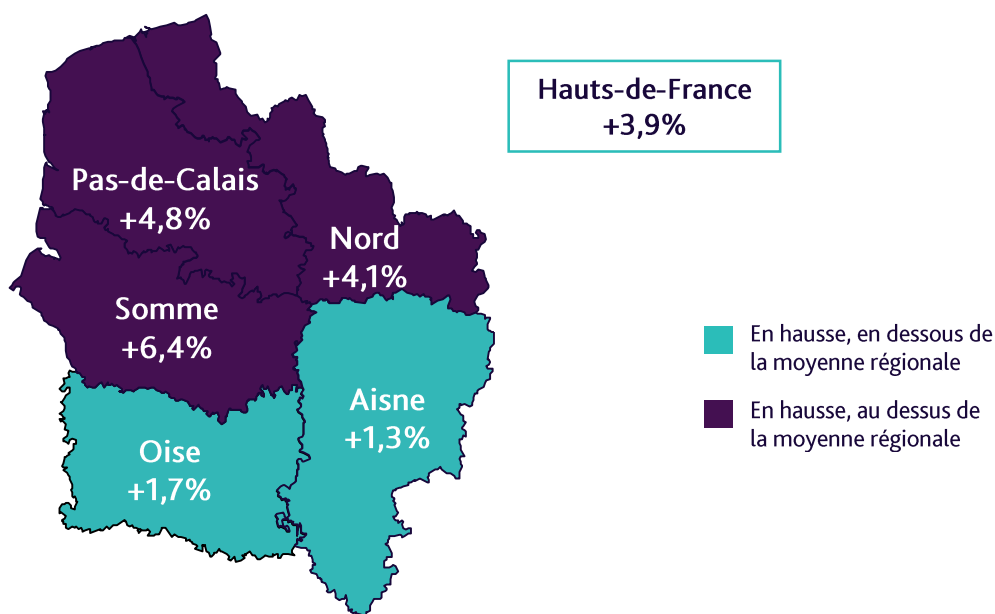 Hauts-de-France
+3,9%
Pas-de-Calais
+4,8%
Nord
+4,1%
Somme
+6,4%
Aisne
+1,3%
Oise
+1,7%
En hausse, en dessous de
la moyenne régionale
En hausse, au dessus de
la moyenne régionale